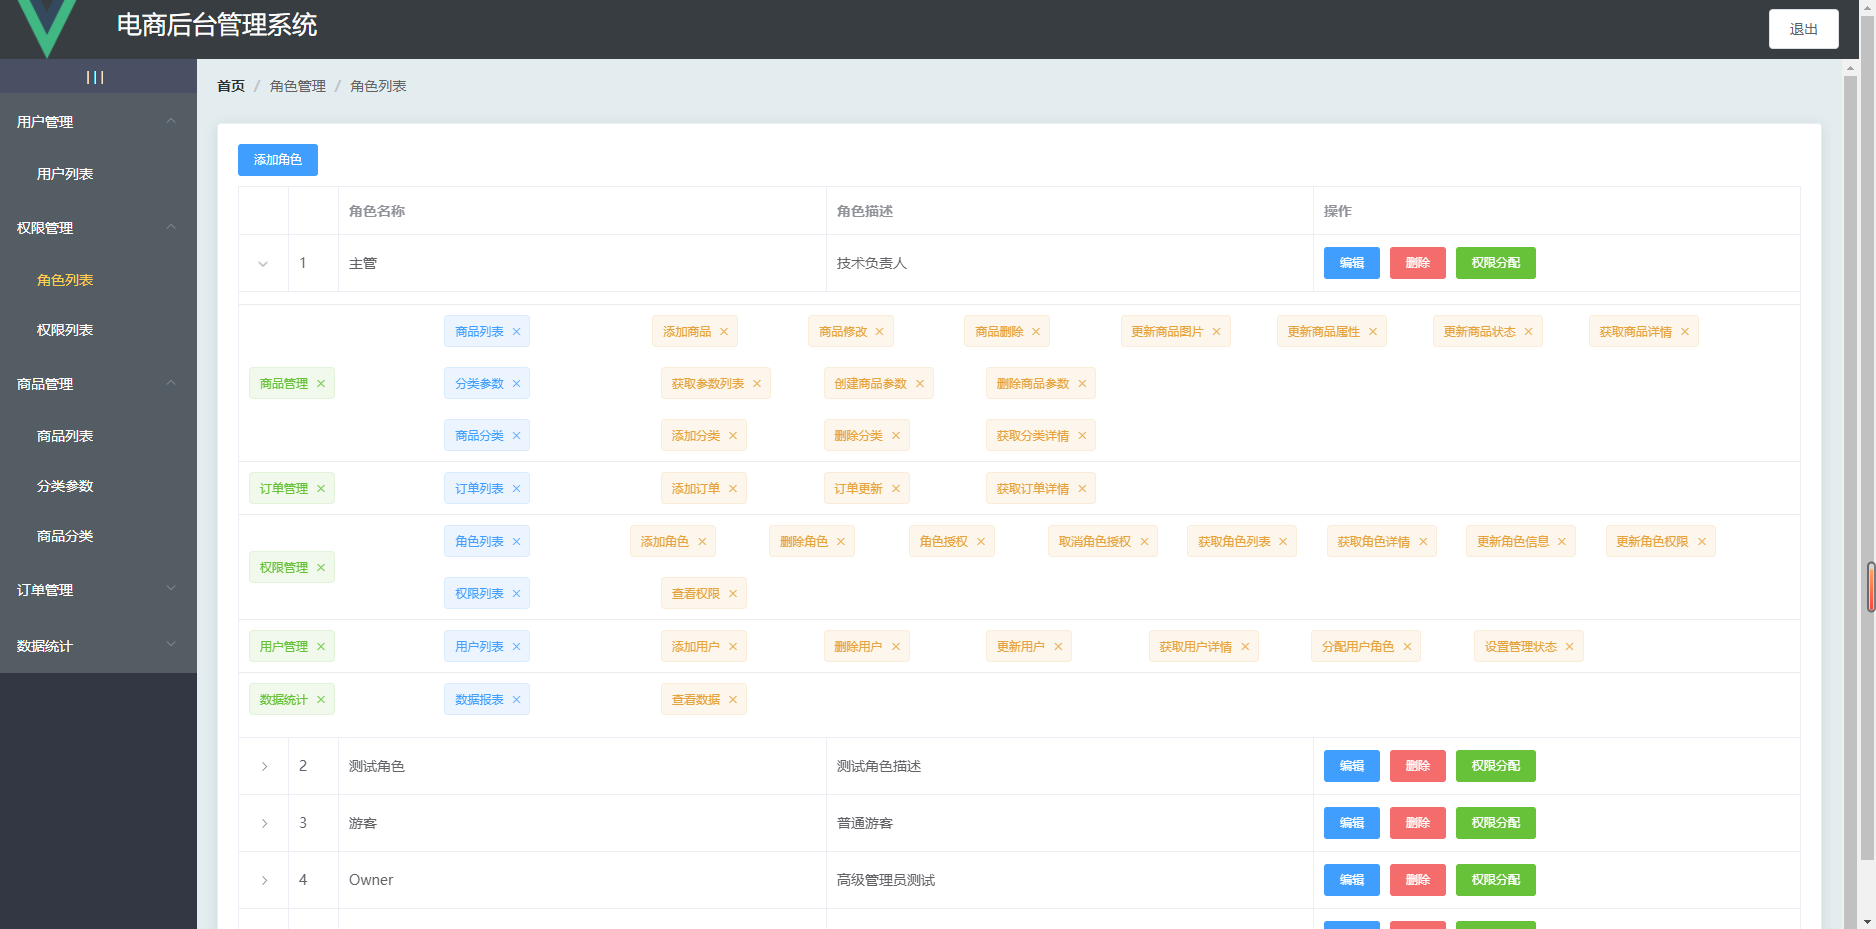 电商后台管理系统
退出
|||
用户管理
用户列表
权限管理
角色列表
权限列表
商品管理
商品列表
分类参数
商品分类
订单管理
数据统计
首页 / 角色管理 / 角色列表
添加角色
角色名称 角色描述 操作
1 主管 技术负责人 编辑 删除 权限分配
商品列表 × 添加商品 × 商品修改 × 商品删除 × 更新商品图片 × 更新商品属性 × 更新商品状态 × 获取商品详情 ×
商品管理 × 分类参数 × 获取参数列表 × 创建商品参数 × 删除商品参数 ×
商品分类 × 添加分类 × 删除分类 × 获取分类详情 ×
订单管理 × 订单列表 × 添加订单 × 订单更新 × 获取订单详情 ×
角色列表 × 添加角色 × 删除角色 × 角色授权 × 取消角色授权 × 获取角色列表 × 获取角色详情 × 更新角色信息 × 更新角色权限 ×
权限管理 ×
权限列表 × 查看权限 ×
用户管理 × 用户列表 × 添加用户 × 删除用户 × 更新用户 × 获取用户详情 × 分配用户角色 × 设置管理状态 ×
数据统计 × 数据报表 × 查看数据 ×
2 测试角色 测试角色描述 编辑 删除 权限分配
3 游客 普通游客 编辑 删除 权限分配
4 Owner 高级管理员测试 编辑 删除 权限分配